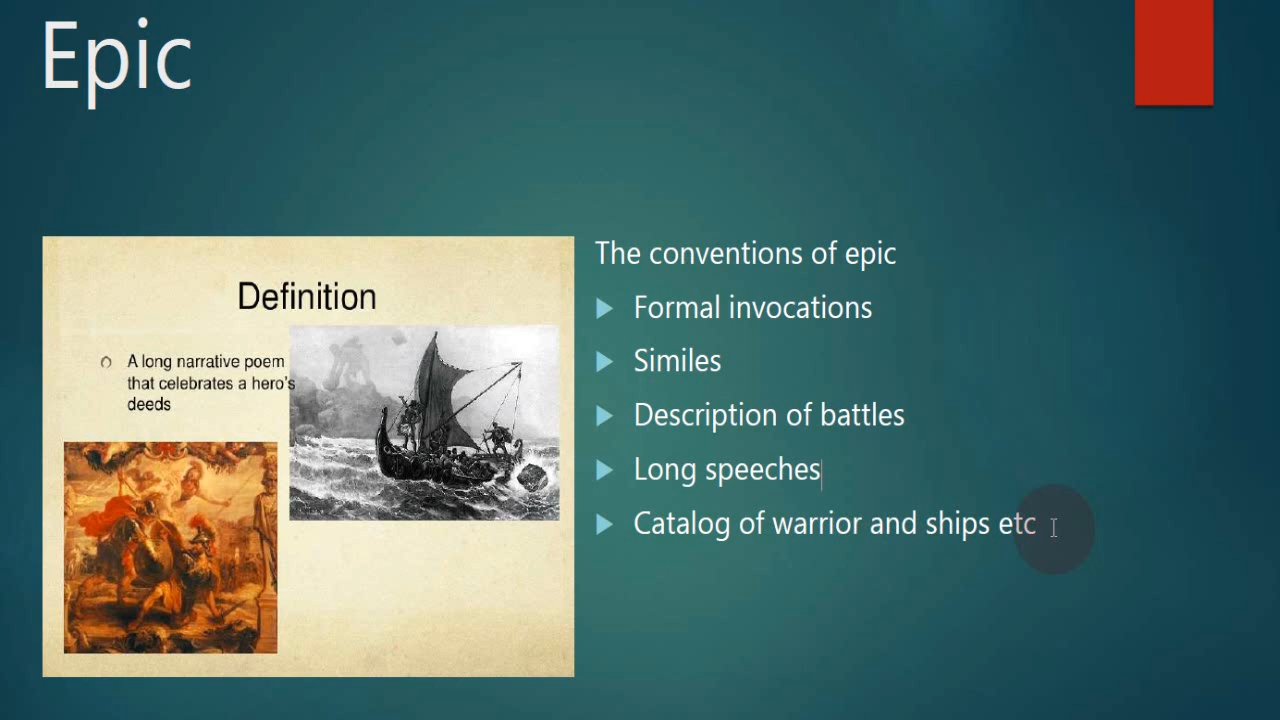 Epic
Definition
A long narrative poem
that celebrates a hero's
deeds
The conventions of epic
Formal invocations
Similes
Description of battles
Long speeches
Catalog of warrior and ships etc